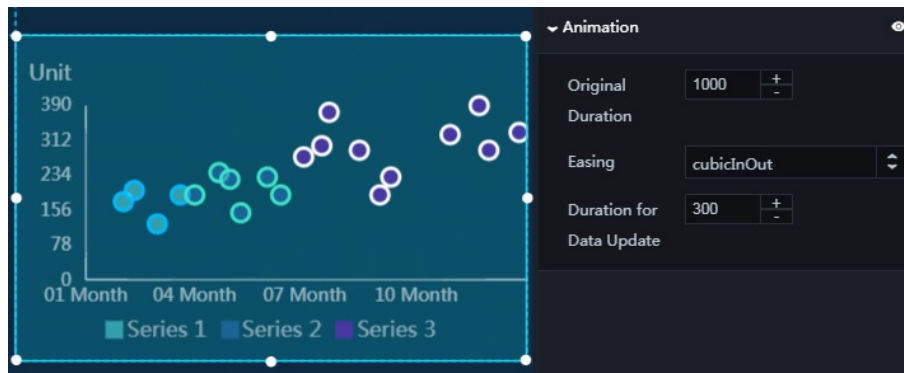 Unit
390
312
234
156
78
0
01 Month 04 Month 07 Month 10 Month
Series 1 Series 2 Series 3
Animation
Original Duration 1000 + -
Easing cubicInOut
Duration for Data Update 300 + -